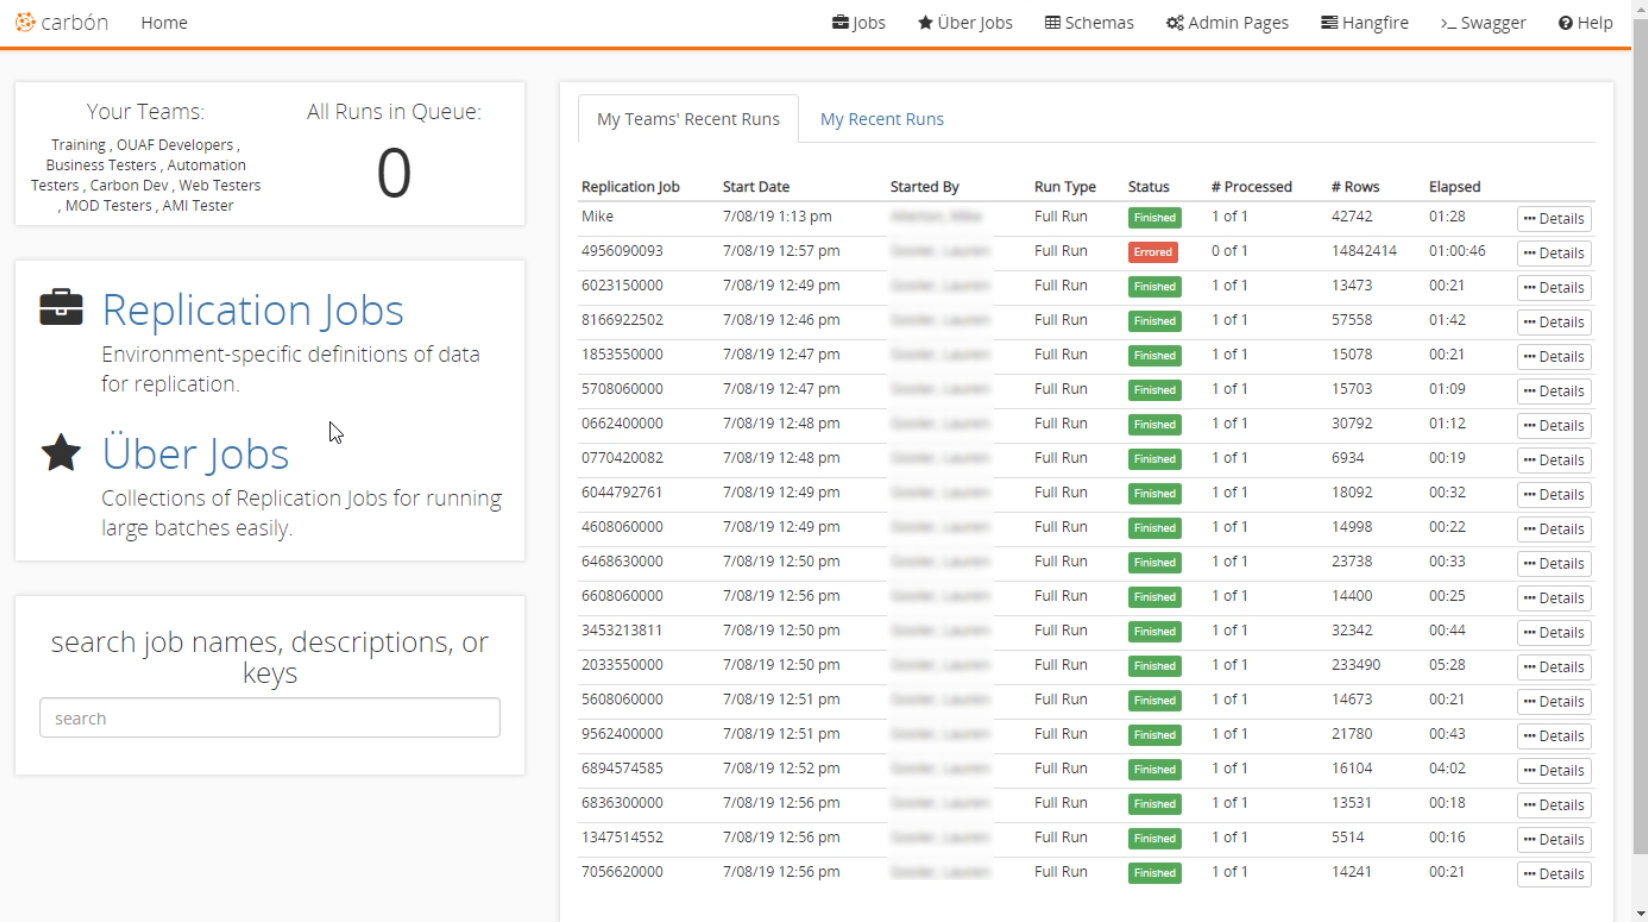 carbón Home Jobs Über Jobs Schemas Admin Pages Hangfire >_ Swagger Help
Your Teams:
Training , OUAF Developers ,
Business Testers , Automation
Testers , Carbon Dev , Web Testers
, MOD Testers , AMI Tester
All Runs in Queue:
0
Replication Jobs
Environment-specific definitions of data
for replication.
Über Jobs
Collections of Replication Jobs for running
large batches easily.
search job names, descriptions, or
keys
search
My Teams' Recent Runs My Recent Runs
Replication Job Start Date Started By Run Type Status # Processed # Rows Elapsed
Mike 7/08/19 1:13 pm Full Run Finished 1 of 1 42742 01:28 ••• Details
4956090093 7/08/19 12:57 pm Full Run Errored 0 of 1 14842414 01:00:46 ••• Details
6023150000 7/08/19 12:49 pm Full Run Finished 1 of 1 13473 00:21 ••• Details
8166922502 7/08/19 12:46 pm Full Run Finished 1 of 1 57558 01:42 ••• Details
1853550000 7/08/19 12:47 pm Full Run Finished 1 of 1 15078 00:21 ••• Details
5708060000 7/08/19 12:47 pm Full Run Finished 1 of 1 15703 01:09 ••• Details
0662400000 7/08/19 12:48 pm Full Run Finished 1 of 1 30792 01:12 ••• Details
0770420082 7/08/19 12:48 pm Full Run Finished 1 of 1 6934 00:19 ••• Details
6044792761 7/08/19 12:49 pm Full Run Finished 1 of 1 18092 00:32 ••• Details
4608060000 7/08/19 12:49 pm Full Run Finished 1 of 1 14998 00:22 ••• Details
6468630000 7/08/19 12:50 pm Full Run Finished 1 of 1 23738 00:33 ••• Details
6608060000 7/08/19 12:56 pm Full Run Finished 1 of 1 14400 00:25 ••• Details
3453213811 7/08/19 12:50 pm Full Run Finished 1 of 1 32342 00:44 ••• Details
2033550000 7/08/19 12:50 pm Full Run Finished 1 of 1 233490 05:28 ••• Details
5608060000 7/08/19 12:51 pm Full Run Finished 1 of 1 14673 00:21 ••• Details
9562400000 7/08/19 12:51 pm Full Run Finished 1 of 1 21780 00:43 ••• Details
6894574585 7/08/19 12:52 pm Full Run Finished 1 of 1 16104 04:02 ••• Details
6836300000 7/08/19 12:56 pm Full Run Finished 1 of 1 13531 00:18 ••• Details
1347514552 7/08/19 12:56 pm Full Run Finished 1 of 1 5514 00:16 ••• Details
7056620000 7/08/19 12:56 pm Full Run Finished 1 of 1 14241 00:21 ••• Details